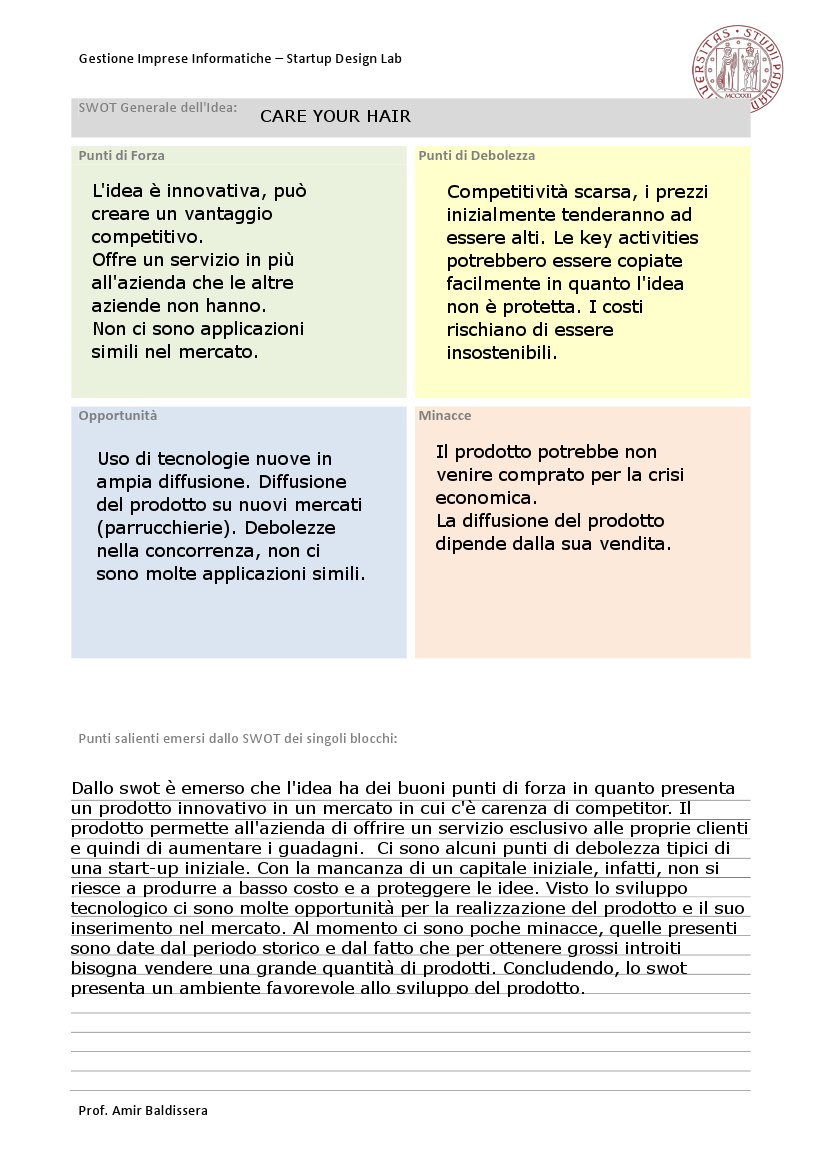 Gestione Imprese Informatiche – Startup Design Lab
SWOT Generale dell'Idea:
CARE YOUR HAIR
Punti di Forza
L'idea è innovativa, può
creare un vantaggio
competitivo.
Offre un servizio in più
all'azienda che le altre
aziende non hanno.
Non ci sono applicazioni
simili nel mercato.
Punti di Debolezza
Competitività scarsa, i prezzi
inizialmente tenderanno ad
essere alti. Le key activities
potrebbero essere copiate
facilmente in quanto l'idea
non è protetta. I costi
rischiano di essere
insostenibili.
Opportunità
Uso di tecnologie nuove in
ampia diffusione. Diffusione
del prodotto su nuovi mercati
(parrucchierie). Debolezze
nella concorrenza, non ci
sono molte applicazioni simili.
Minacce
Il prodotto potrebbe non
venire comprato per la crisi
economica.
La diffusione del prodotto
dipende dalla sua vendita.
Punti salienti emersi dallo SWOT dei singoli blocchi:
Dallo swot è emerso che l'idea ha dei buoni punti di forza in quanto presenta
un prodotto innovativo in un mercato in cui c'è carenza di competitor. Il
prodotto permette all'azienda di offrire un servizio esclusivo alle proprie clienti
e quindi di aumentare i guadagni.  Ci sono alcuni punti di debolezza tipici di
una start-up iniziale. Con la mancanza di un capitale iniziale, infatti, non si
riesce a produrre a basso costo e a proteggere le idee. Visto lo sviluppo
tecnologico ci sono molte opportunità per la realizzazione del prodotto e il suo
inserimento nel mercato. Al momento ci sono poche minacce, quelle presenti
sono date dal periodo storico e dal fatto che per ottenere grossi introiti
bisogna vendere una grande quantità di prodotti. Concludendo, lo swot
presenta un ambiente favorevole allo sviluppo del prodotto.
Prof. Amir Baldissera